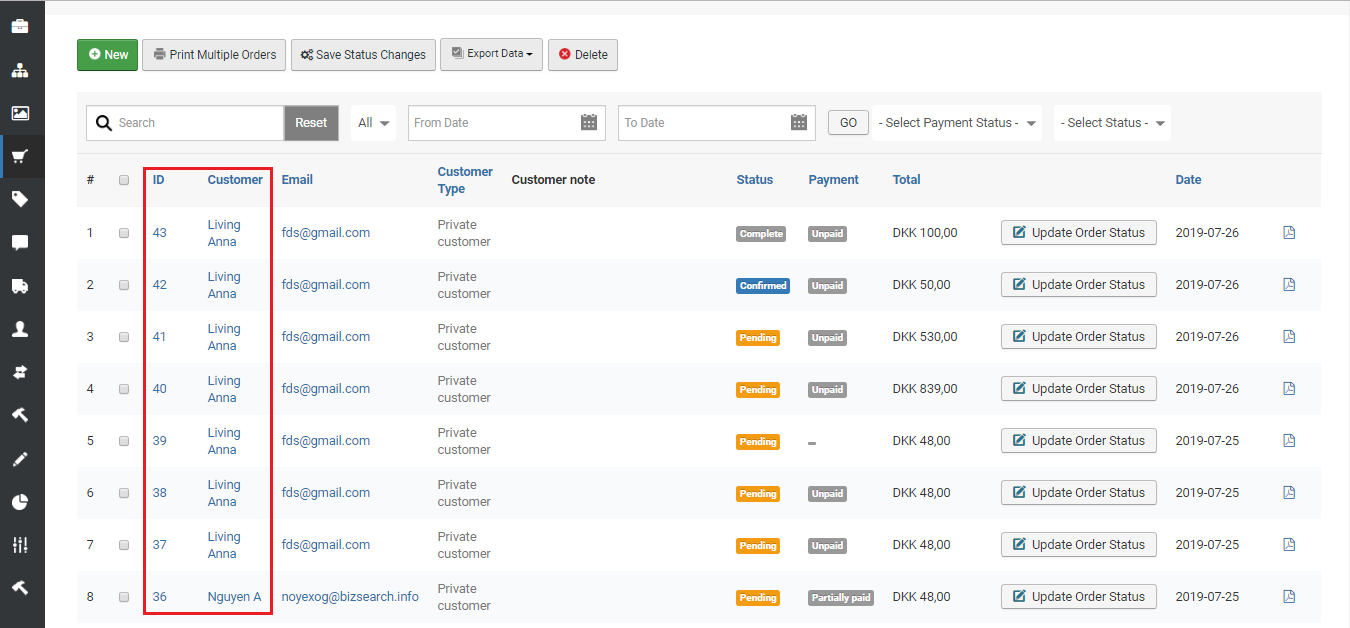 New Print Multiple Orders Save Status Changes Export Data Delete
Search Reset All From Date To Date GO - Select Payment Status - - Select Status -
# ID Customer Email Customer Type Customer note Status Payment Total Date
1 43 Living Anna fds@gmail.com Private customer Complete Unpaid DKK 100,00 Update Order Status 2019-07-26
2 42 Living Anna fds@gmail.com Private customer Confirmed Unpaid DKK 50,00 Update Order Status 2019-07-26
3 41 Living Anna fds@gmail.com Private customer Pending Unpaid DKK 530,00 Update Order Status 2019-07-26
4 40 Living Anna fds@gmail.com Private customer Pending Unpaid DKK 839,00 Update Order Status 2019-07-26
5 39 Living Anna fds@gmail.com Private customer Pending - DKK 48,00 Update Order Status 2019-07-25
6 38 Living Anna fds@gmail.com Private customer Pending Unpaid DKK 48,00 Update Order Status 2019-07-25
7 37 Living Anna fds@gmail.com Private customer Pending Unpaid DKK 48,00 Update Order Status 2019-07-25
8 36 Nguyen A noyexog@bizsearch.info Private customer Pending Partially paid DKK 48,00 Update Order Status 2019-07-25